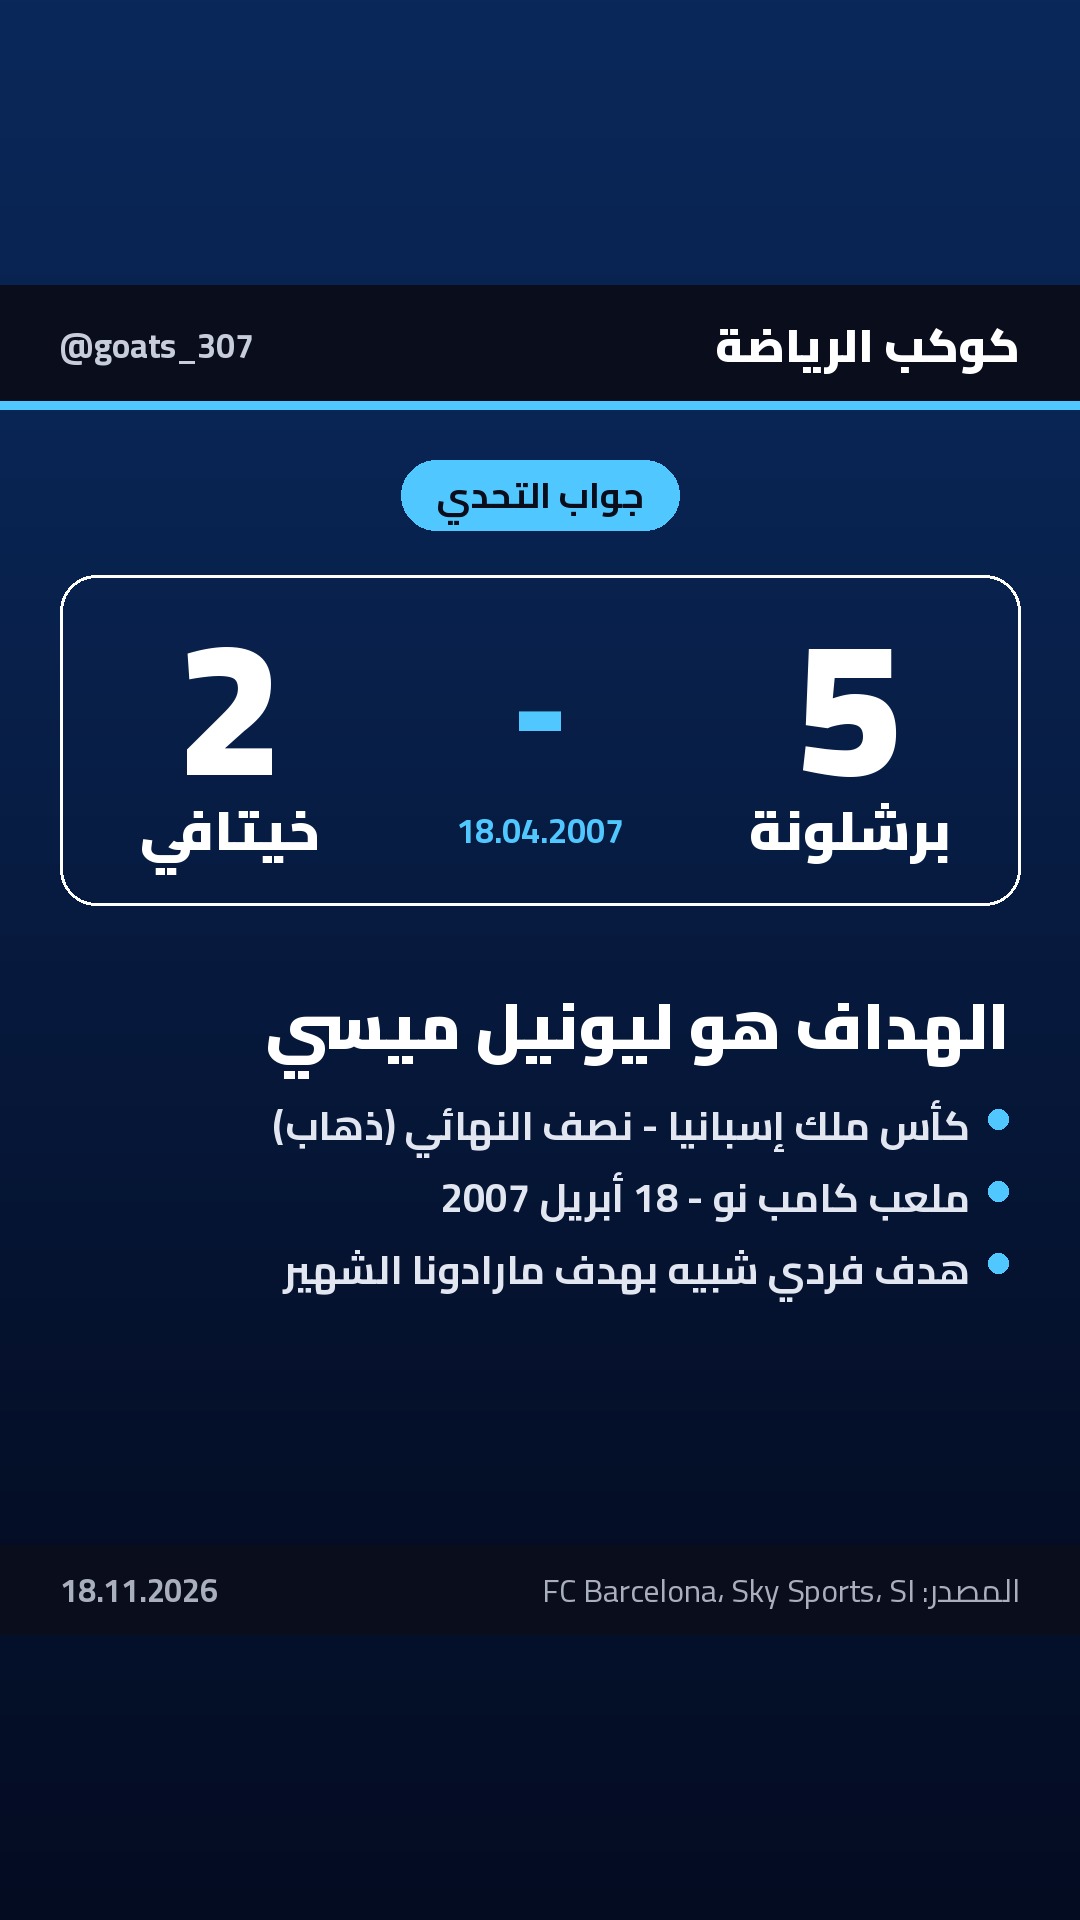 كوكب الرياضة
@goats_307
جواب التحدي
5 - 2
برشلونة 18.04.2007 خيتافي
الهداف هو ليونيل ميسي
كأس ملك إسبانيا - نصف النهائي (ذهاب)
ملعب كامب نو - 18 أبريل 2007
هدف فردي شبيه بهدف مارادونا الشهير
المصدر: FC Barcelona، Sky Sports، SI
18.11.2026